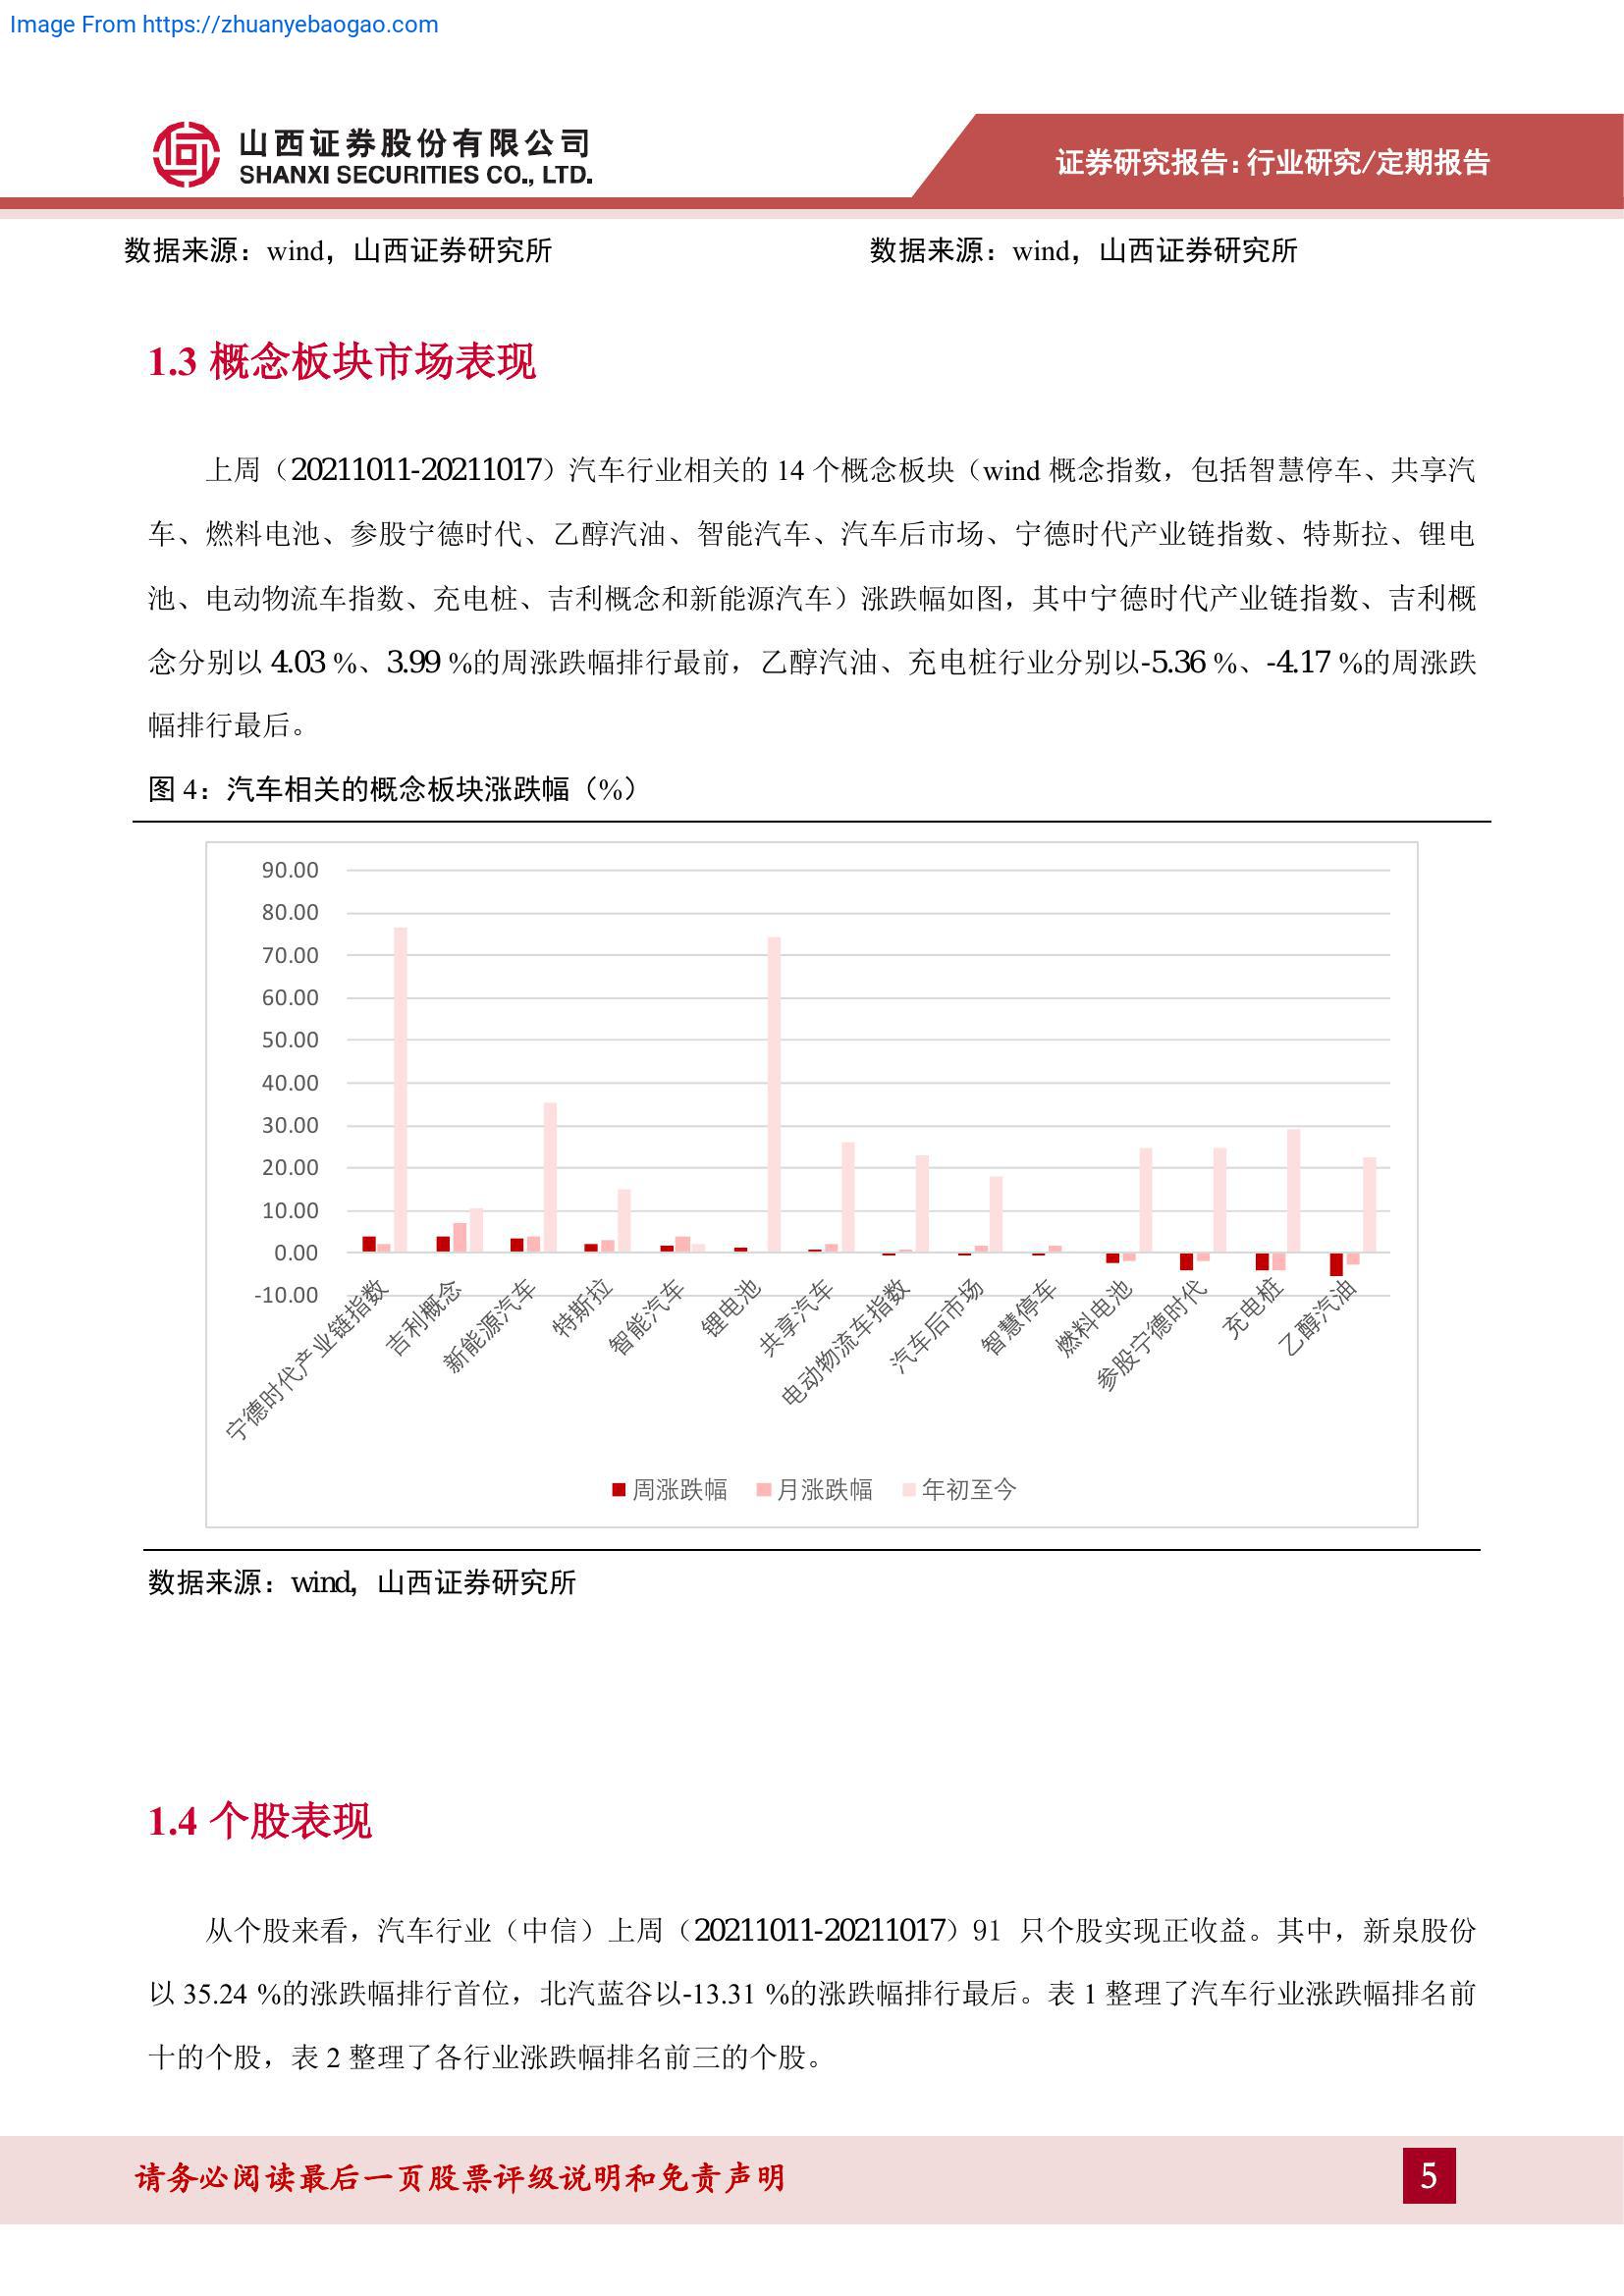 Image From https://zhuanyebaogao.com
山西证券股份有限公司
SHANXI SECURITIES CO., LTD.
证券研究报告：行业研究/定期报告
数据来源：wind，山西证券研究所
数据来源：wind，山西证券研究所
1.3 概念板块市场表现
上周（20211011-20211017）汽车行业相关的 14 个概念板块（wind 概念指数，包括智慧停车、共享汽
车、燃料电池、参股宁德时代、乙醇汽油、智能汽车、汽车后市场、宁德时代产业链指数、特斯拉、锂电
池、电动物流车指数、充电桩、吉利概念和新能源汽车）涨跌幅如图，其中宁德时代产业链指数、吉利概
念分别以 4.03 %、3.99 %的周涨跌幅排行最前，乙醇汽油、充电桩行业分别以-5.36 %、-4.17 %的周涨跌
幅排行最后。
图 4：汽车相关的概念板块涨跌幅（%）
90.00
80.00
70.00
60.00
50.00
40.00
30.00
20.00
10.00
0.00
-10.00
宁德时代产业链指数
吉利概念
新能源汽车
特斯拉
智能汽车
锂电池
共享汽车
电动物流车指数
汽车后市场
智慧停车
燃料电池
参股宁德时代
充电桩
乙醇汽油
周涨跌幅 月涨跌幅 年初至今
数据来源：wind，山西证券研究所
1.4 个股表现
从个股来看，汽车行业（中信）上周（20211011-20211017）91 只个股实现正收益。其中，新泉股份
以 35.24 %的涨跌幅排行首位，北汽蓝谷以-13.31 %的涨跌幅排行最后。表 1 整理了汽车行业涨跌幅排名前
十的个股，表 2 整理了各行业涨跌幅排名前三的个股。
请务必阅读最后一页股票评级说明和免责声明
5